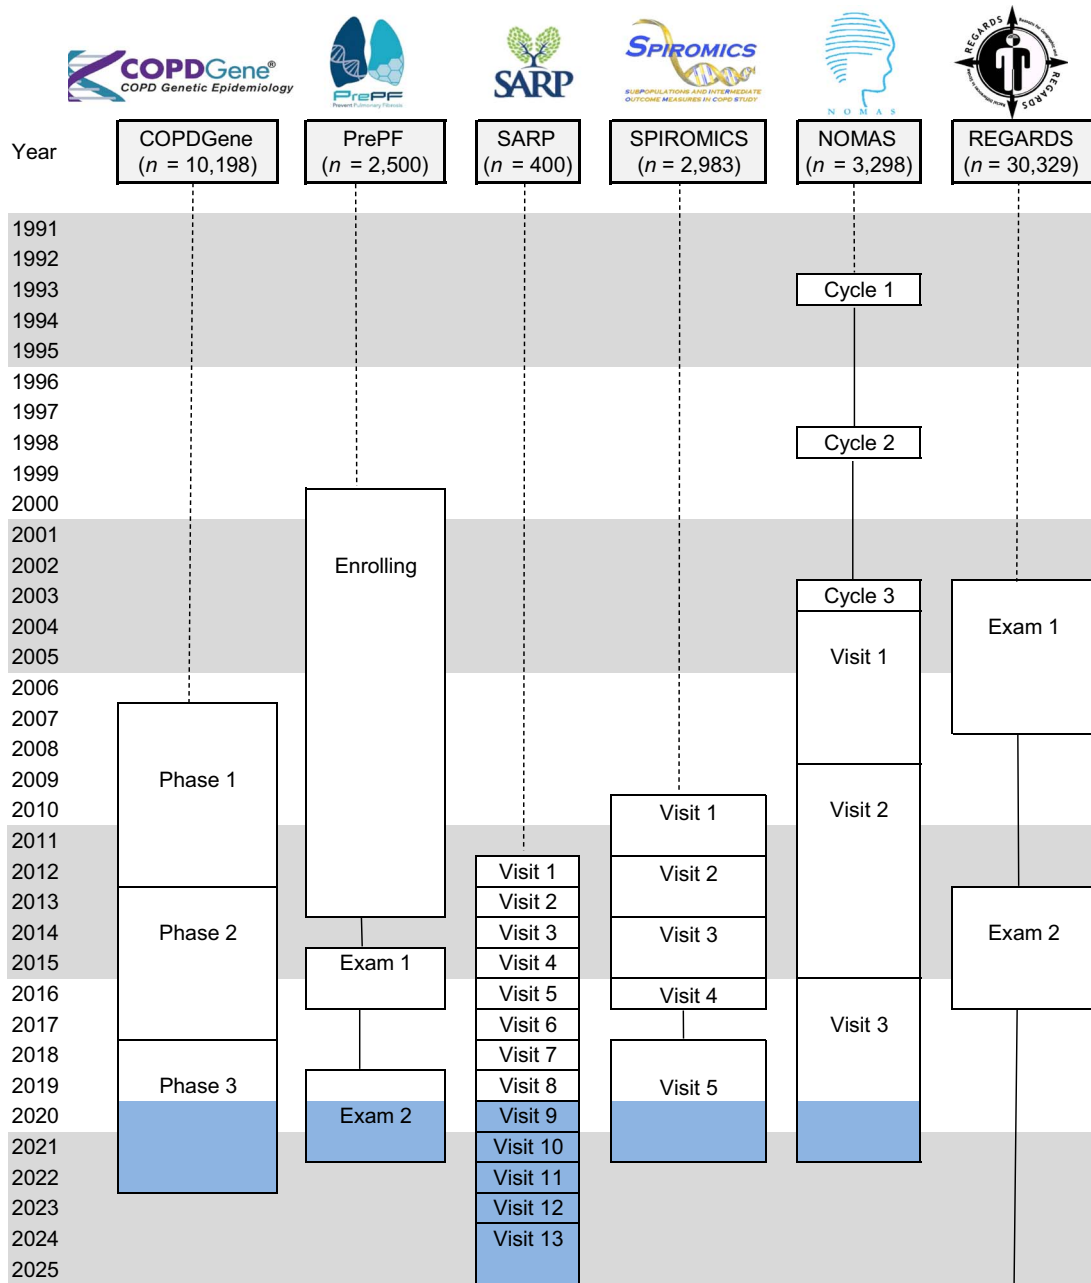 COPDGene®
COPD Genetic Epidemiology
PrePF
Prevent Pulmonary Fibrosis
SARP
SPIROMICS
SUBPOPULATIONS AND INTERMEDIATE
OUTCOME MEASURES IN COPD STUDY
NOMAS
REGARDS
REGARDS
Year
COPDGene
(n = 10,198)
PrePF
(n = 2,500)
SARP
(n = 400)
SPIROMICS
(n = 2,983)
NOMAS
(n = 3,298)
REGARDS
(n = 30,329)
1991
1992
1993 Cycle 1
1994
1995
1996
1997
1998 Cycle 2
1999
2000
2001
2002 Enrolling
2003 Cycle 3
2004 Exam 1
2005 Visit 1
2006
2007
2008
2009 Phase 1
2010 Visit 1 Visit 2
2011
2012 Visit 1 Visit 2
2013 Visit 2
2014 Phase 2 Visit 3 Visit 3 Exam 2
2015 Exam 1 Visit 4
2016 Visit 5 Visit 4
2017 Visit 6 Visit 3
2018 Visit 7
2019 Phase 3 Visit 8 Visit 5
2020 Exam 2 Visit 9
2021 Visit 10
2022 Visit 11
2023 Visit 12
2024 Visit 13
2025